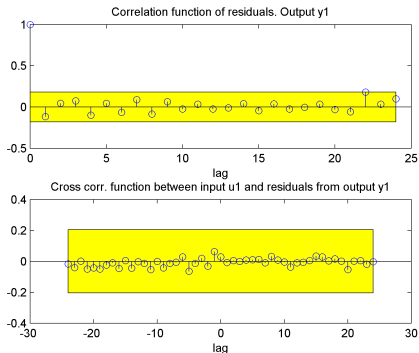 Correlation function of residuals. Output y1
1
0.5
0
-0.5
0 5 10 15 20 25
lag
Cross corr. function between input u1 and residuals from output y1
0.4
0.2
0
-0.2
-0.4
-30 -20 -10 0 10 20 30
lag